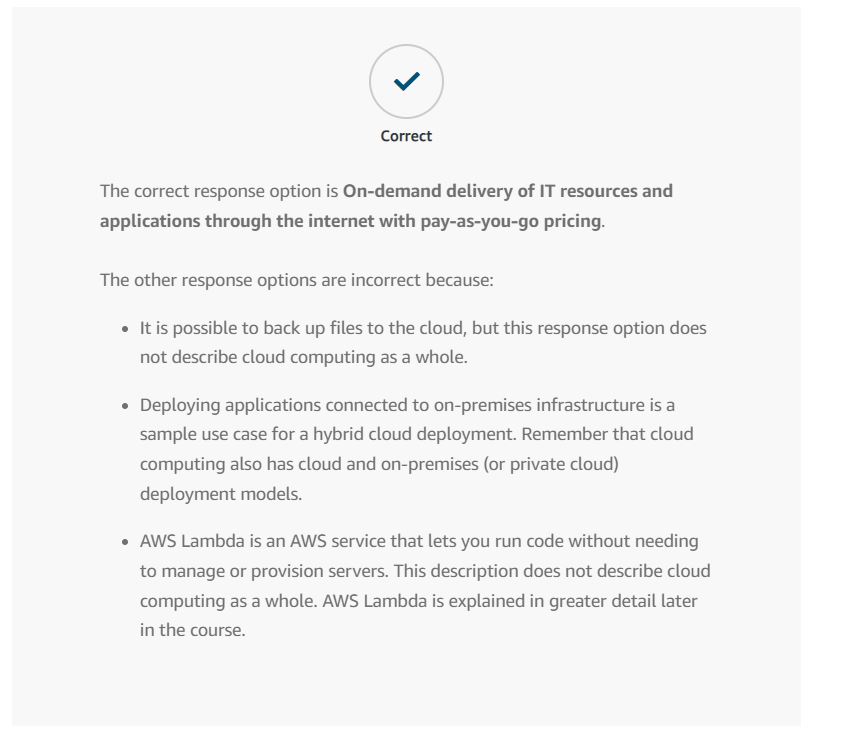 Correct
The correct response option is On-demand delivery of IT resources and
applications through the internet with pay-as-you-go pricing.
The other response options are incorrect because:
• It is possible to back up files to the cloud, but this response option does
not describe cloud computing as a whole.
• Deploying applications connected to on-premises infrastructure is a
sample use case for a hybrid cloud deployment. Remember that cloud
computing also has cloud and on-premises (or private cloud)
deployment models.
• AWS Lambda is an AWS service that lets you run code without needing
to manage or provision servers. This description does not describe cloud
computing as a whole. AWS Lambda is explained in greater detail later
in the course.